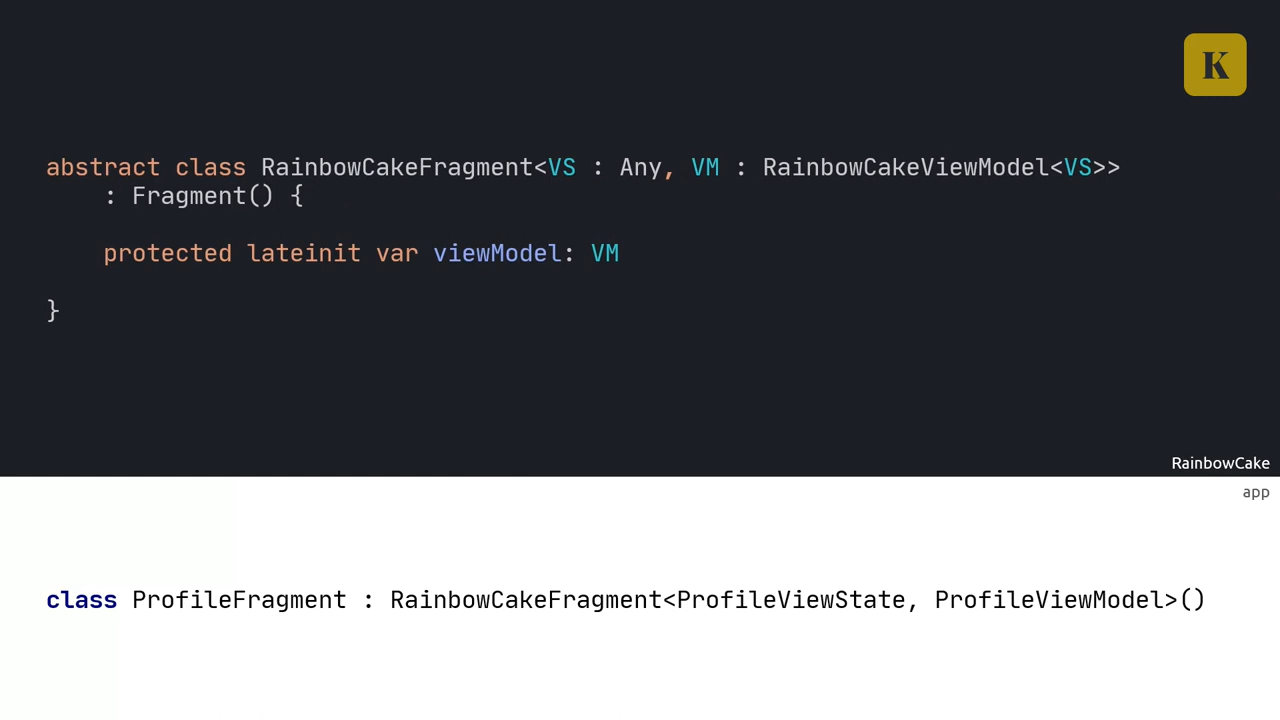 K
abstract class RainbowCakeFragment<VS : Any, VM : RainbowCakeViewModel<VS>>
    : Fragment() {
    protected lateinit var viewModel: VM
}
RainbowCake
app
class ProfileFragment : RainbowCakeFragment<ProfileViewState, ProfileViewModel>()